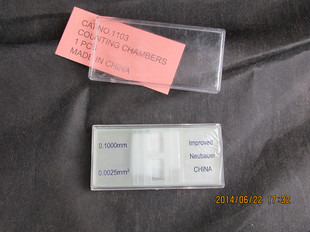 CAT.NO.1103
COUNTING CHAMBERS
1 PCS
MADE IN CHINA
0.1000mm
Improved
Neubauer
0.0025mm²
CHINA
2014/06/22 17:32